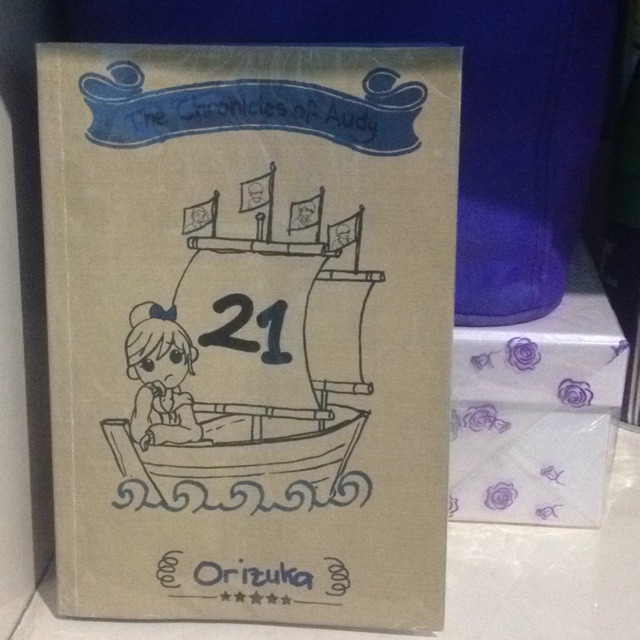 The Chronicles of Audy
21
Orizuka